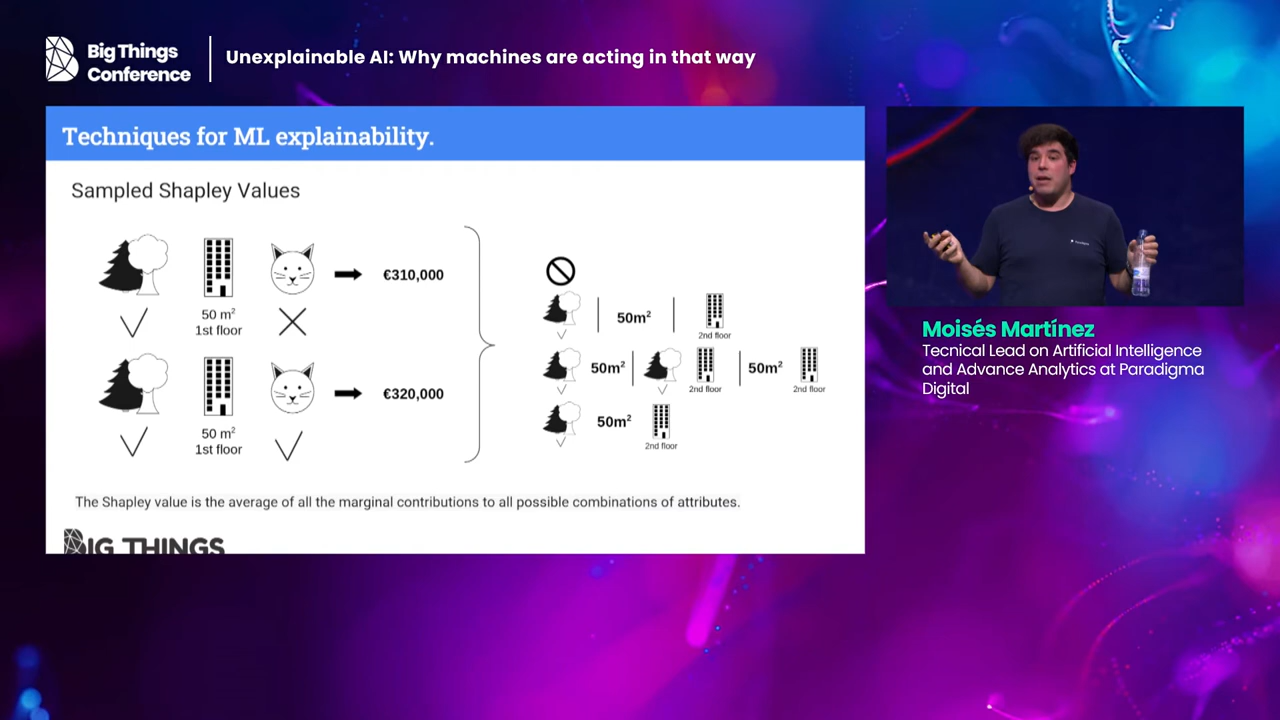 Big Things
Conference
Unexplainable AI: Why machines are acting in that way
Techniques for ML explainability.
Sampled Shapley Values
€310,000
50 m²
1st floor
€320,000
50 m²
1st floor
50m²
2nd floor
50m² 50m²
2nd floor 2nd floor
50m²
2nd floor
The Shapley value is the average of all the marginal contributions to all possible combinations of attributes.
BIG THINGS
Moisés Martínez
Tecnical Lead on Artificial Intelligence
and Advance Analytics at Paradigma
Digital